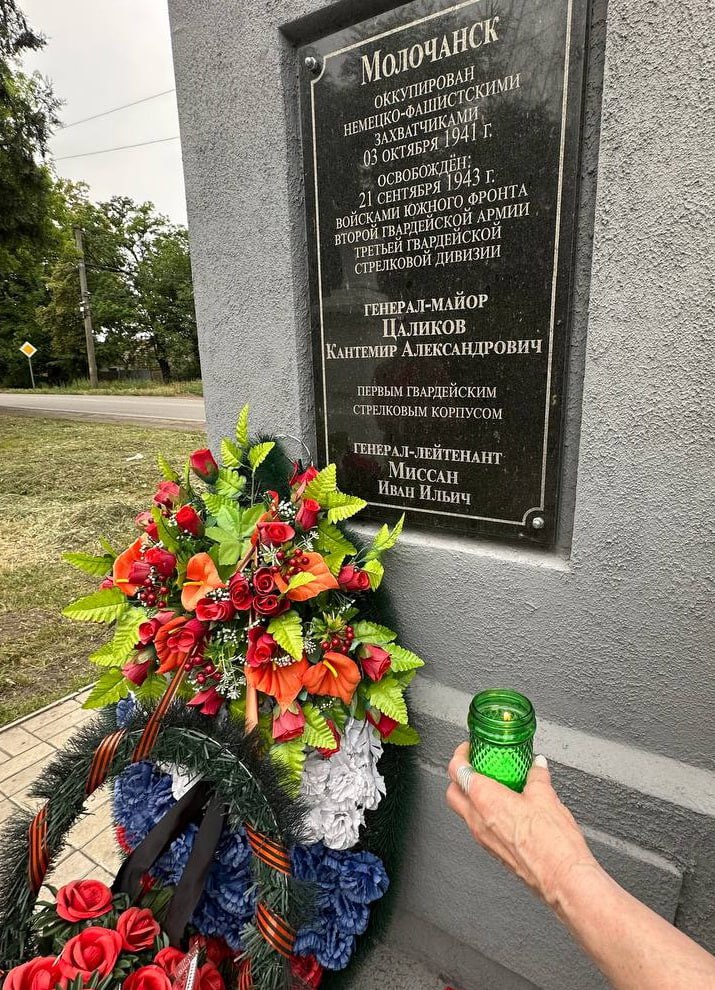 Молочанск
ОККУПИРОВАН
НЕМЕЦКО-ФАШИСТСКИМИ
ЗАХВАТЧИКАМИ
03 ОКТЯБРЯ 1941 Г.
ОСВОБОЖДЁН:
21 СЕНТЯБРЯ 1943 Г.
ВОЙСКАМИ ЮЖНОГО ФРОНТА
ВТОРОЙ ГВАРДЕЙСКОЙ АРМИИ
ТРЕТЬЕЙ ГВАРДЕЙСКОЙ
СТРЕЛКОВОЙ ДИВИЗИИ
ГЕНЕРАЛ-МАЙОР
ЦАЛИКОВ
КАНТЕМИР АЛЕКСАНДРОВИЧ
ПЕРВЫМ ГВАРДЕЙСКИМ
СТРЕЛКОВЫМ КОРПУСОМ
ГЕНЕРАЛ-ЛЕЙТЕНАНТ
МИССАН
ИВАН ИЛЬИЧ